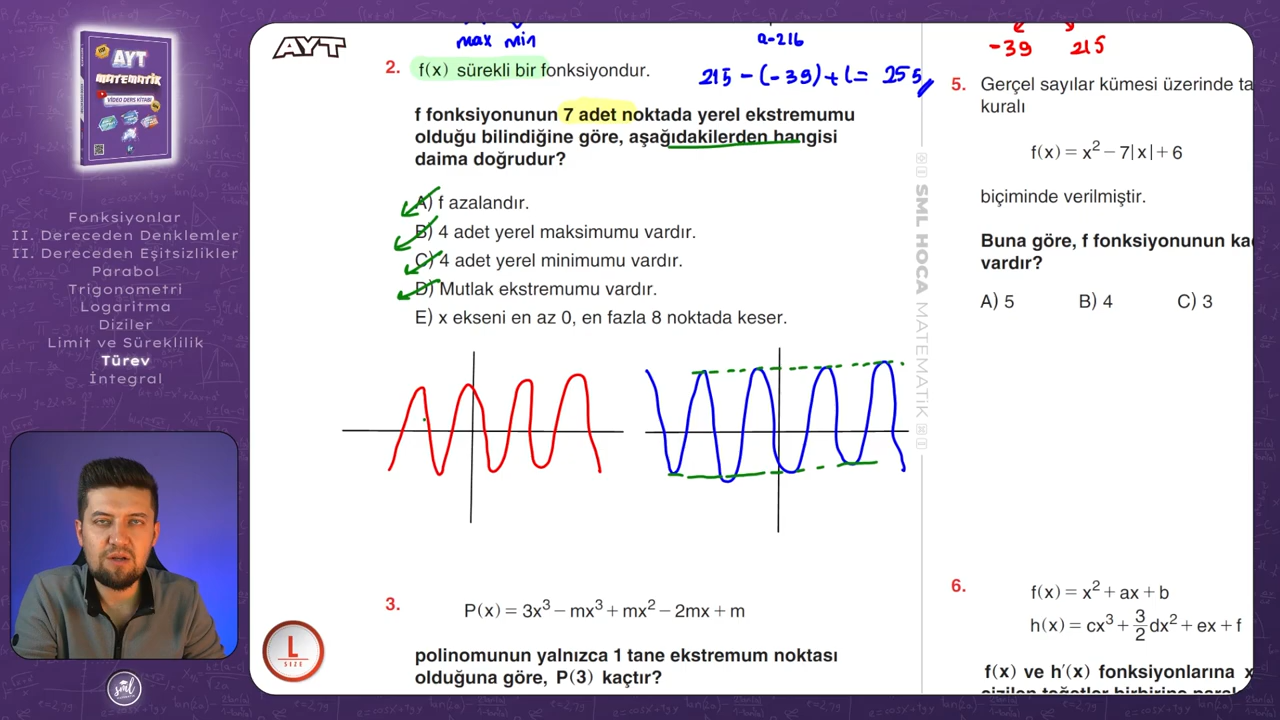 AYT
MATEMATİK
VİDEO DERS KİTABI
Fonksiyonlar
II. Dereceden Denklemler
II. Dereceden Eşitsizlikler
Parabol
Trigonometri
Logaritma
Diziler
Limit ve Süreklilik
Türev
İntegral
sml
AYT
max min
a-216
215 - (-39) + 1 = 255
2. f(x) sürekli bir fonksiyondur.
f fonksiyonunun 7 adet noktada yerel ekstremumu
olduğu bilindiğine göre, aşağıdakilerden hangisi
daima doğrudur?
A) f azalandır.
B) 4 adet yerel maksimumu vardır.
C) 4 adet yerel minimumu vardır.
D) Mutlak ekstremumu vardır.
E) x ekseni en az 0, en fazla 8 noktada keser.
3. P(x) = 3x³ − mx³ + mx² − 2mx + m
polinomunun yalnızca 1 tane ekstremum noktası
olduğuna göre, P(3) kaçtır?
L
SIZE
SML HOCA MATEMATİK
-39 215
5. Gerçel sayılar kümesi üzerinde ta
kuralı
f(x) = x² − 7|x| + 6
biçiminde verilmiştir.
Buna göre, f fonksiyonunun ka
vardır?
A) 5 B) 4 C) 3
6. f(x) = x² + ax + b
h(x) = cx³ + 3/2 dx² + ex + f
f(x) ve h′(x) fonksiyonlarına x
çizilen teğetler birbirine paral